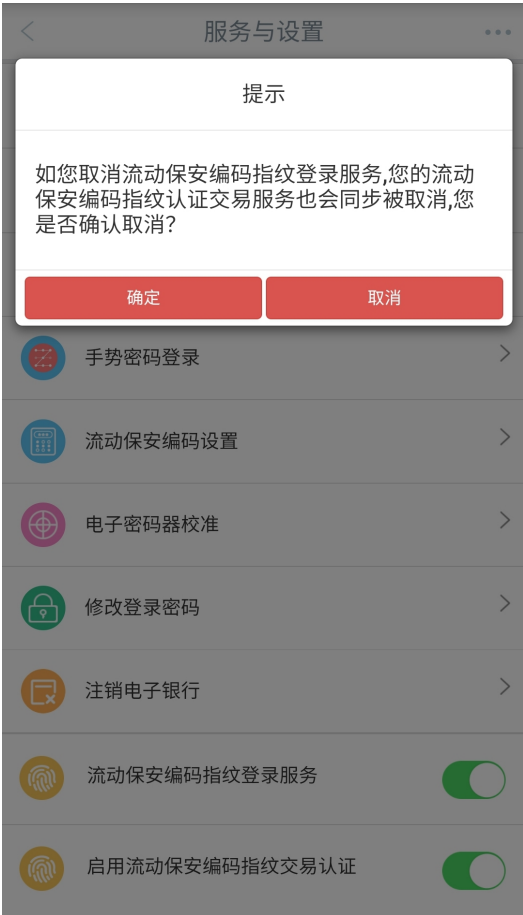 服务与设置
提示
如您取消流动保安编码指纹登录服务,您的流动
保安编码指纹认证交易服务也会同步被取消,您
是否确认取消?
确定
取消
手势密码登录
流动保安编码设置
电子密码器校准
修改登录密码
注销电子银行
流动保安编码指纹登录服务
启用流动保安编码指纹交易认证